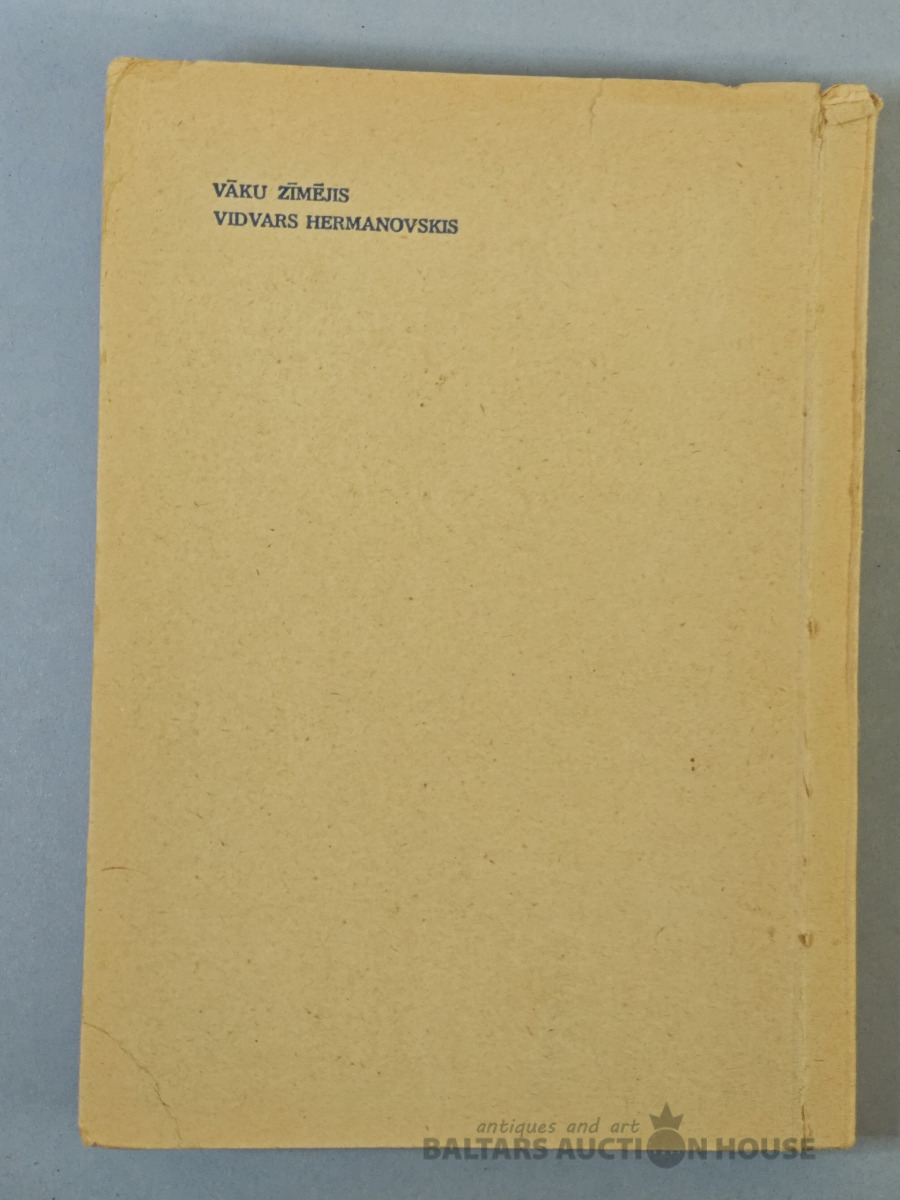 VĀKU ZĪMĒJIS
VIDVARS HERMANOVSKIS
antiques and art
BALTARS AUCTION HOUSE